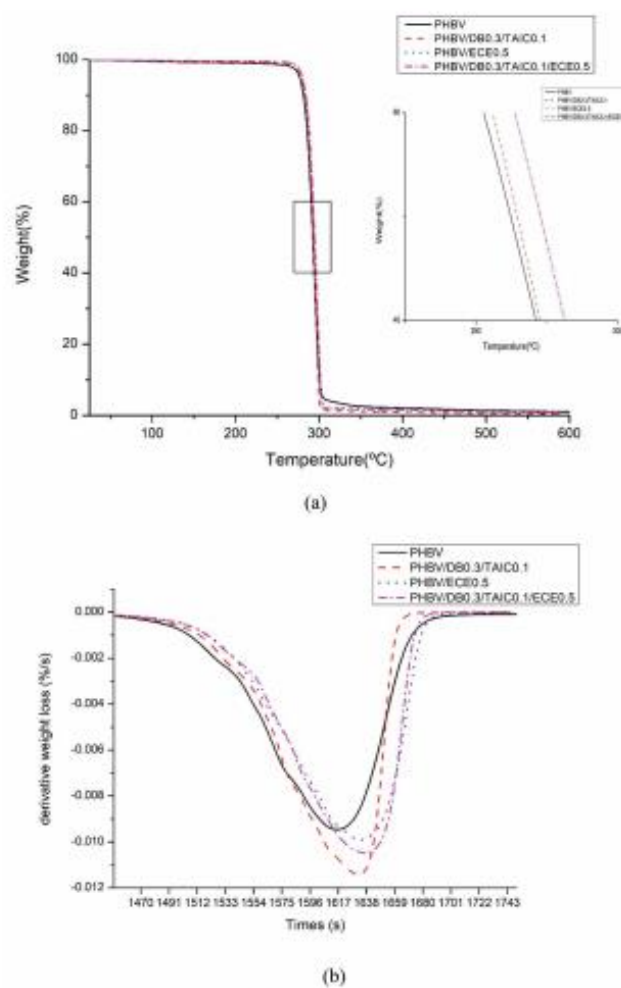 PHBV
PHBV/DB0.3/TAIC0.1
PHBV/ECE0.5
PHBV/DB0.3/TAIC0.1/ECE0.5
100
80
60
40
20
0
Weight(%)
100
200
300
400
500
600
Temperature(ºC)
PHBV
Weight(%)
Temperature(ºC)
(a)
PHBV
PHBV/DB0.3/TAIC0.1
PHBV/ECE0.5
PHBV/DB0.3/TAIC0.1/ECE0.5
0.000
-0.002
-0.004
-0.006
-0.008
-0.010
-0.012
derivative weight loss (%/s)
1470 1491 1512 1533 1554 1575 1596 1617 1638 1659 1680 1701 1722 1743
Times (s)
(b)